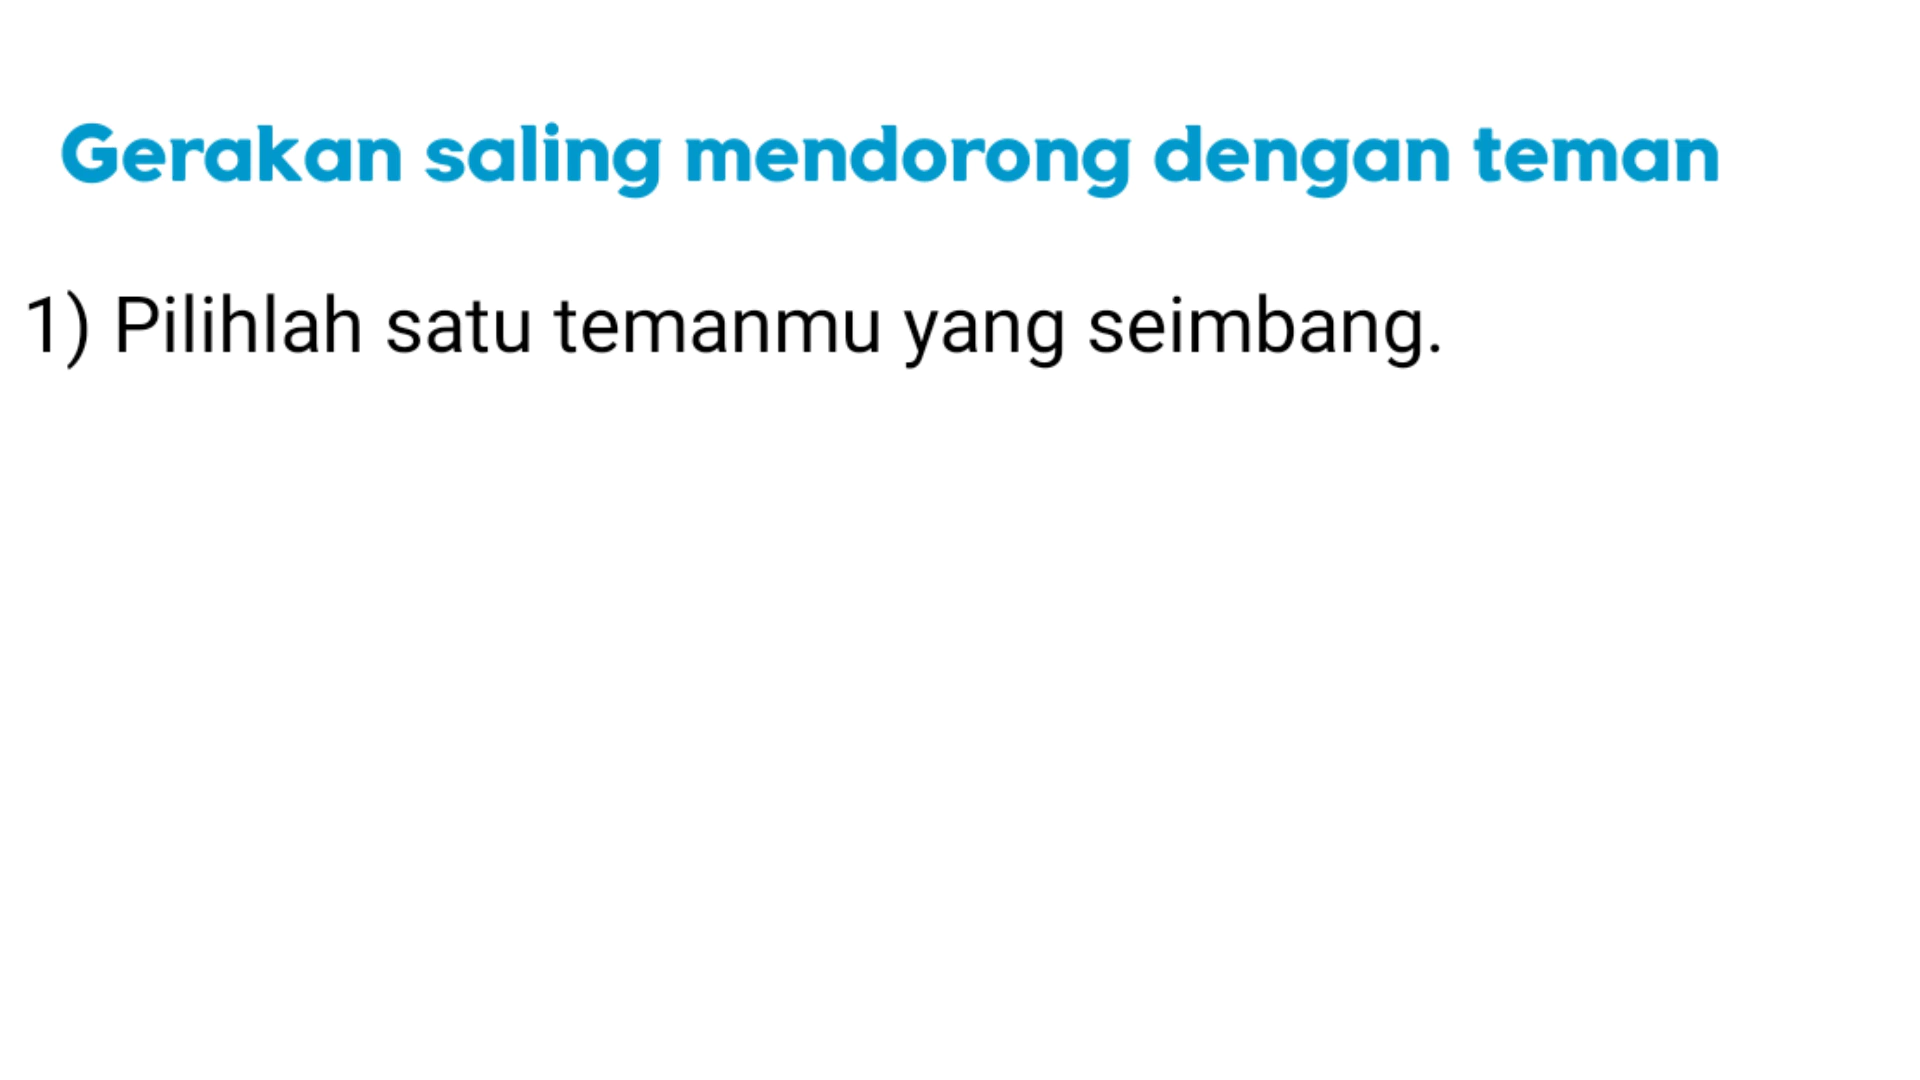 Gerakan saling mendorong dengan teman
1) Pilihlah satu temanmu yang seimbang.